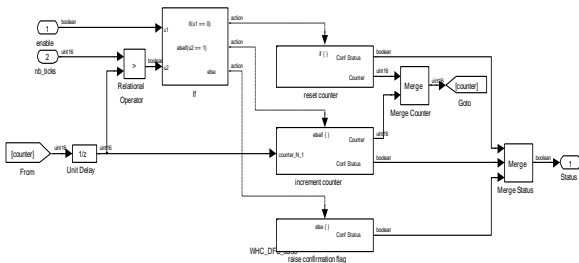 boolean
1
enable
uint16
2
nb_ticks
>
Relational
Operator
boolean
u1
u2
if(u1 == 0)
elseif(u2 == 1)
else
If
action
action
action
if { }
Conf Status
Counter
reset counter
boolean
uint16
Merge
Merge Counter
uint16
[counter]
Goto
[counter]
From
uint16
1/z
Unit Delay
uint16
counter_N_1
elseif { }
Counter
Conf Status
increment counter
uint16
boolean
else { }
Conf Status
raise confirmation flag
boolean
Merge
Merge Status
boolean
1
Status